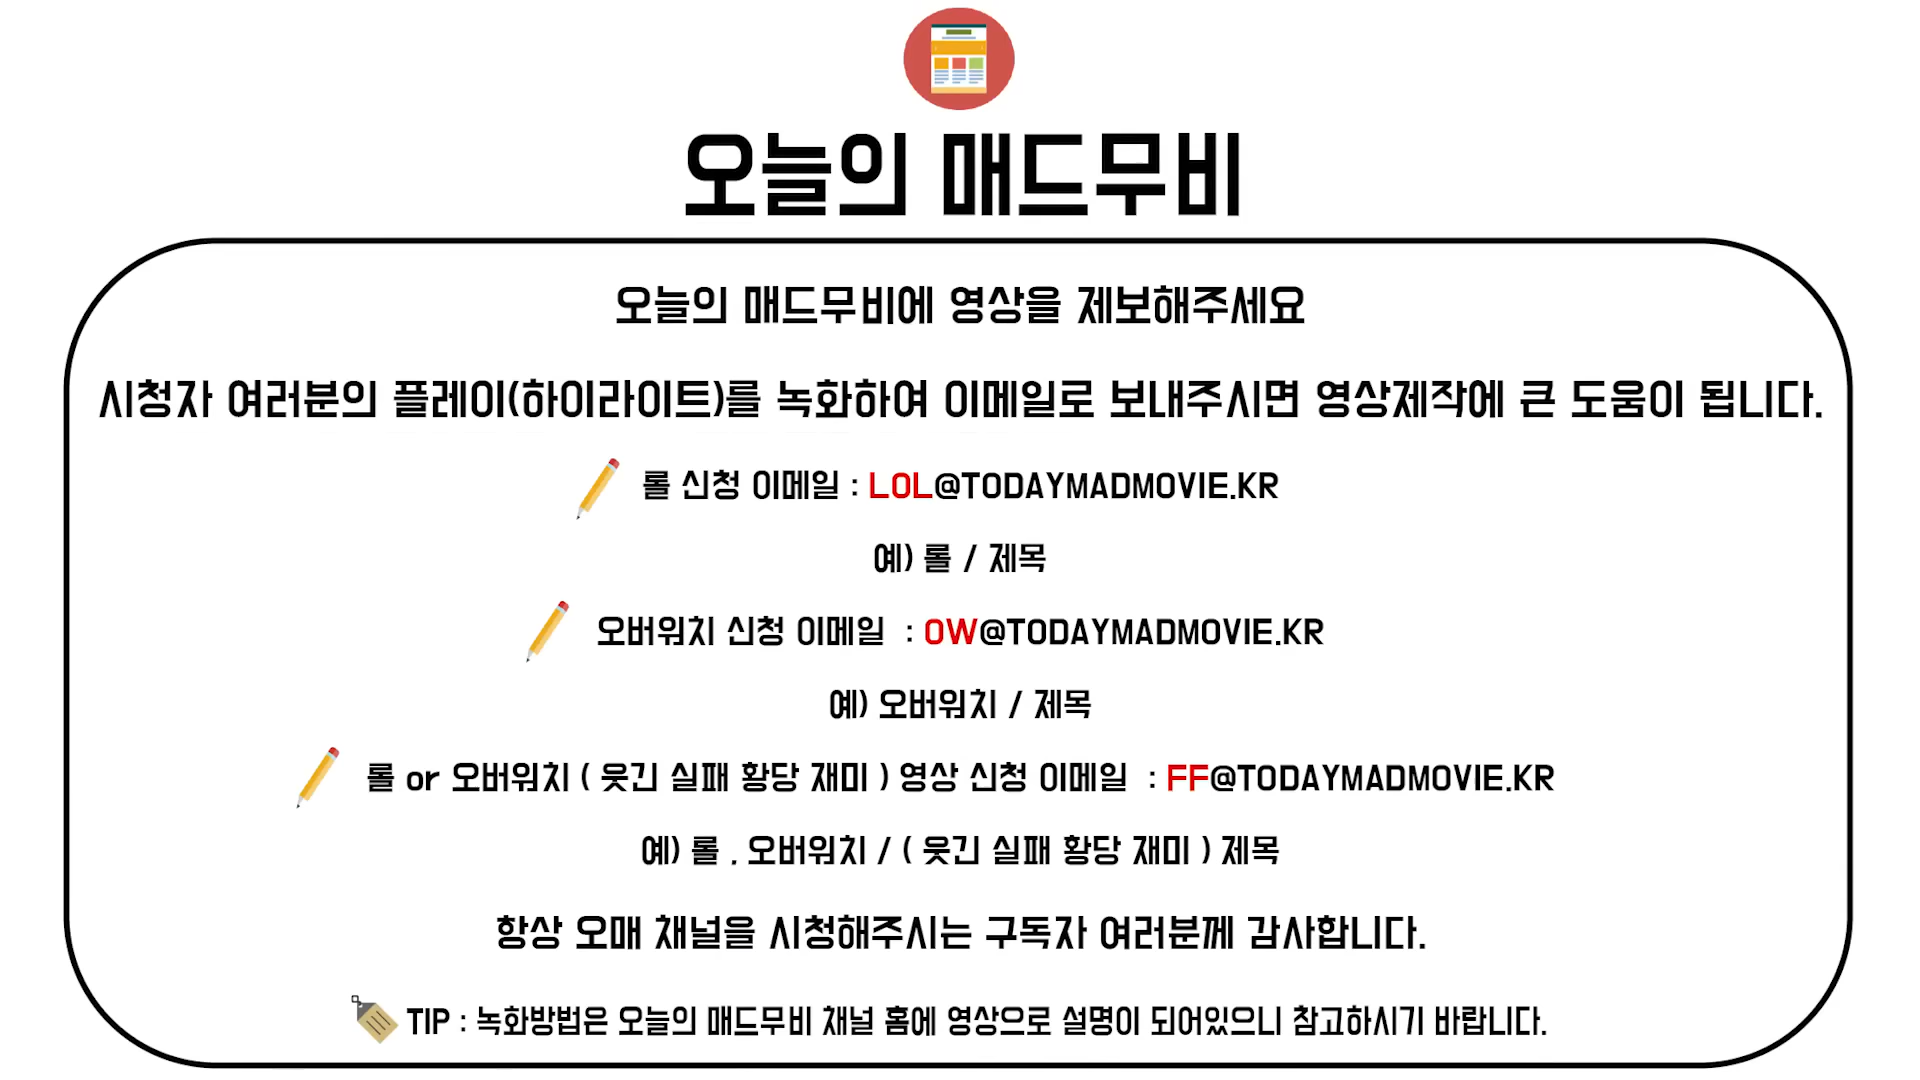 오늘의 매드무비
오늘의 매드무비에 영상을 제보해주세요
시청자 여러분의 플레이(하이라이트)를 녹화하여 이메일로 보내주시면 영상제작에 큰 도움이 됩니다.
롤 신청 이메일 : LOL@TODAYMADMOVIE.KR
예) 롤 / 제목
오버워치 신청 이메일 : OW@TODAYMADMOVIE.KR
예) 오버워치 / 제목
롤 or 오버워치 ( 웃긴 실패 황당 재미 ) 영상 신청 이메일 : FF@TODAYMADMOVIE.KR
예) 롤 . 오버워치 / ( 웃긴 실패 황당 재미 ) 제목
항상 오매 채널을 시청해주시는 구독자 여러분께 감사합니다.
TIP : 녹화방법은 오늘의 매드무비 채널 홈에 영상으로 설명이 되어있으니 참고하시기 바랍니다.